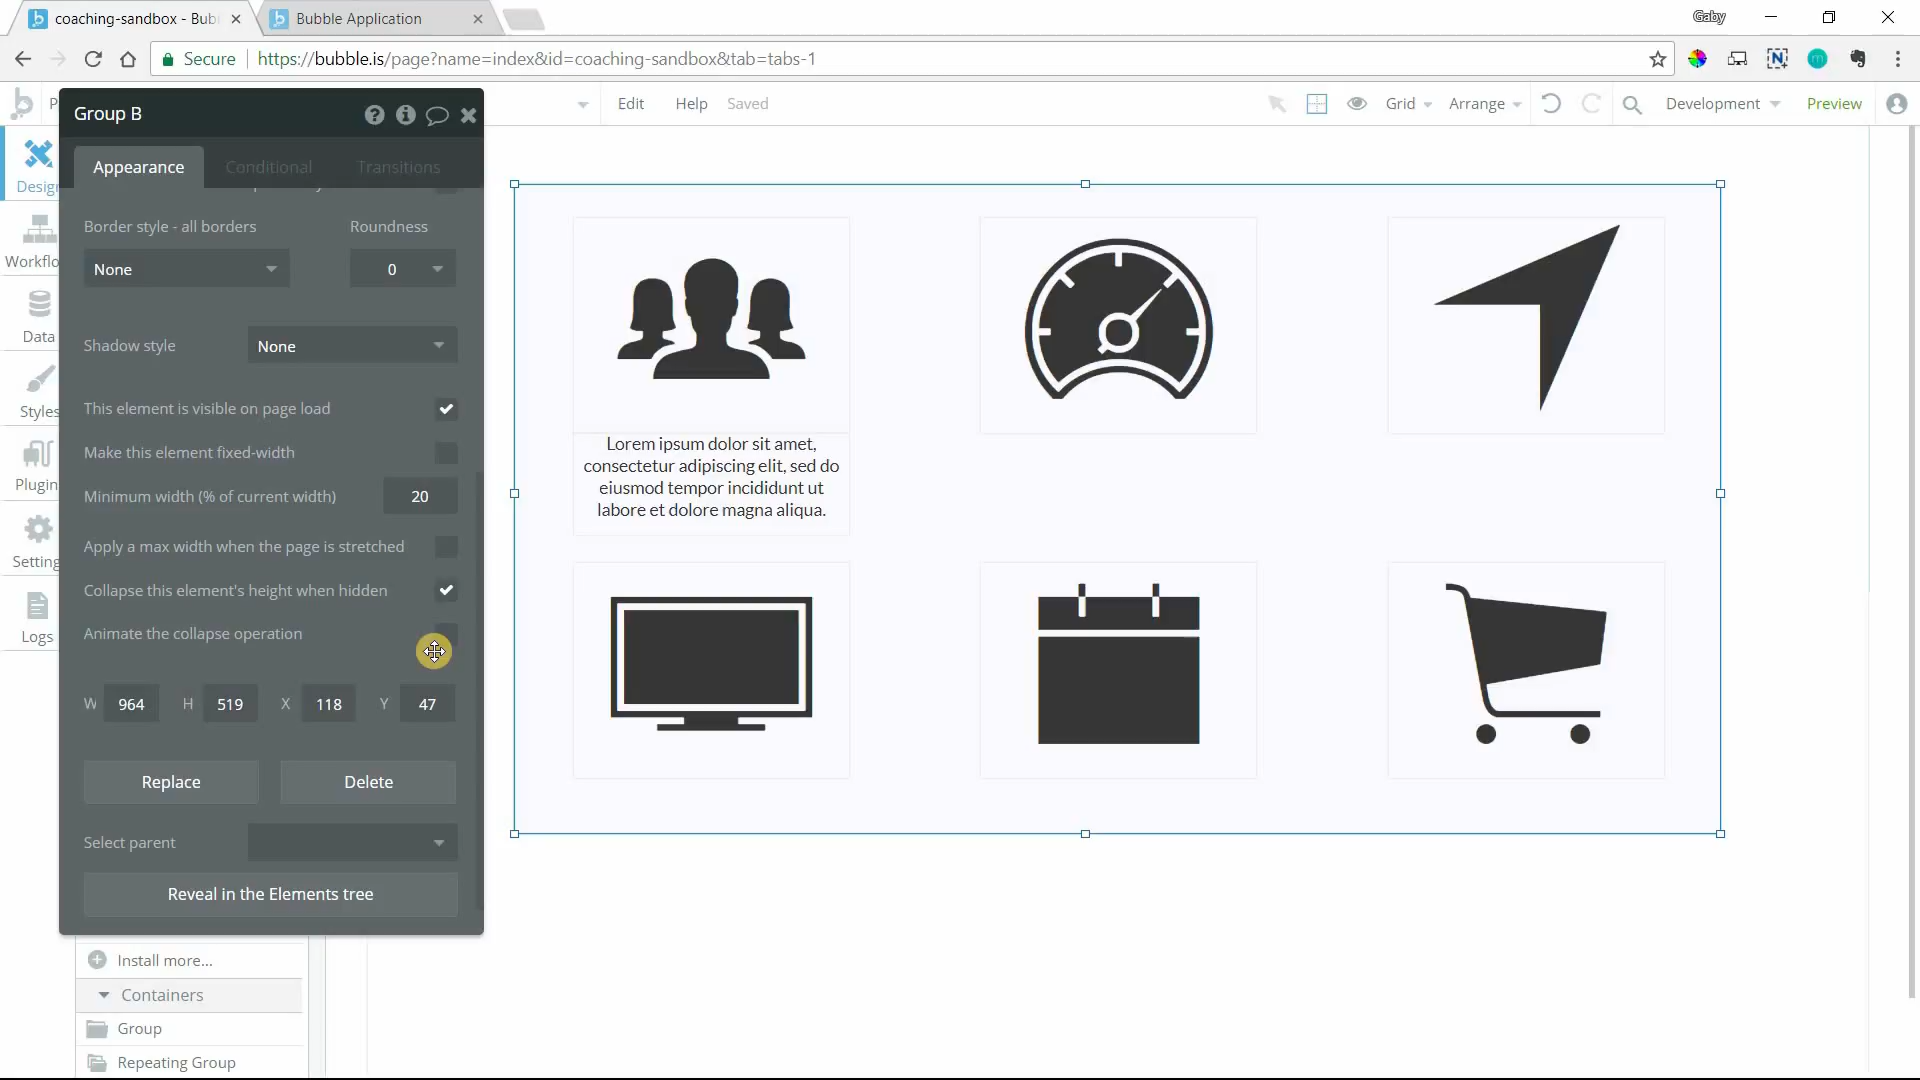 coaching-sandbox - Bub
Bubble Application
Gaby
Secure
https://bubble.is/page?name=index&id=coaching-sandbox&tab=tabs-1
P
Edit
Help
Saved
Grid
Arrange
Development
Preview
Group B
Appearance
Conditional
Transitions
Design
Workflo
Data
Styles
Plugin
Setting
Logs
Border style - all borders
Roundness
None
0
Shadow style
None
This element is visible on page load
Make this element fixed-width
Minimum width (% of current width)
20
Apply a max width when the page is stretched
Collapse this element's height when hidden
Animate the collapse operation
W 964 H 519 X 118 Y 47
Replace
Delete
Select parent
Reveal in the Elements tree
Install more...
Containers
Group
Repeating Group
Lorem ipsum dolor sit amet,
consectetur adipiscing elit, sed do
eiusmod tempor incididunt ut
labore et dolore magna aliqua.